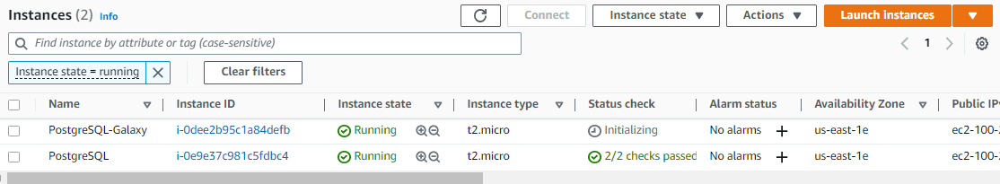 Instances (2) Info Connect Instance state Actions Launch instances
Find instance by attribute or tag (case-sensitive) 1
Instance state = running Clear filters
Name Instance ID Instance state Instance type Status check Alarm status Availability Zone Public IPv
PostgreSQL-Galaxy i-0dee2b95c1a84defb Running t2.micro Initializing No alarms us-east-1e ec2-100-
PostgreSQL i-0e9e37c981c5fdbc4 Running t2.micro 2/2 checks passed No alarms us-east-1e ec2-100-